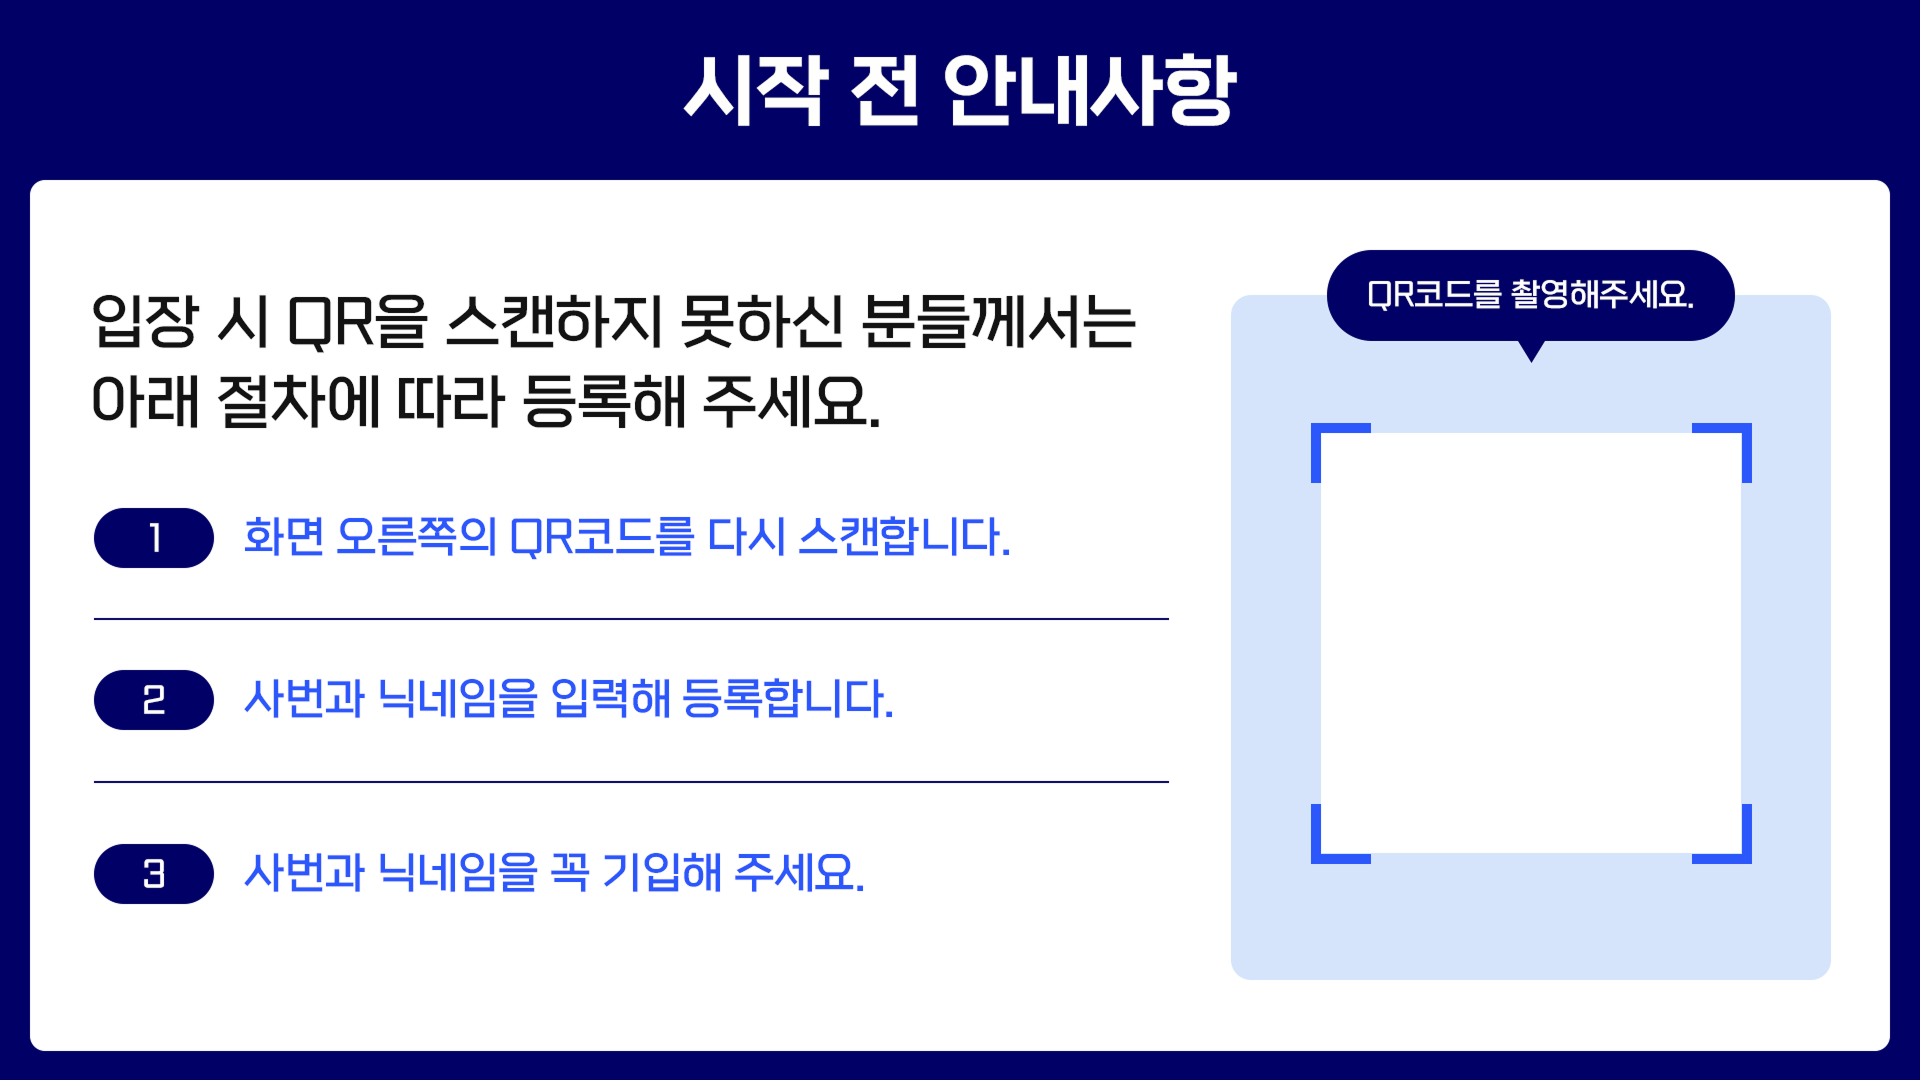 시작 전 안내사항
입장 시 QR을 스캔하지 못하신 분들께서는
아래 절차에 따라 등록해 주세요.
1 화면 오른쪽의 QR코드를 다시 스캔합니다.
2 사번과 닉네임을 입력해 등록합니다.
3 사번과 닉네임을 꼭 기입해 주세요.
QR코드를 촬영해주세요.